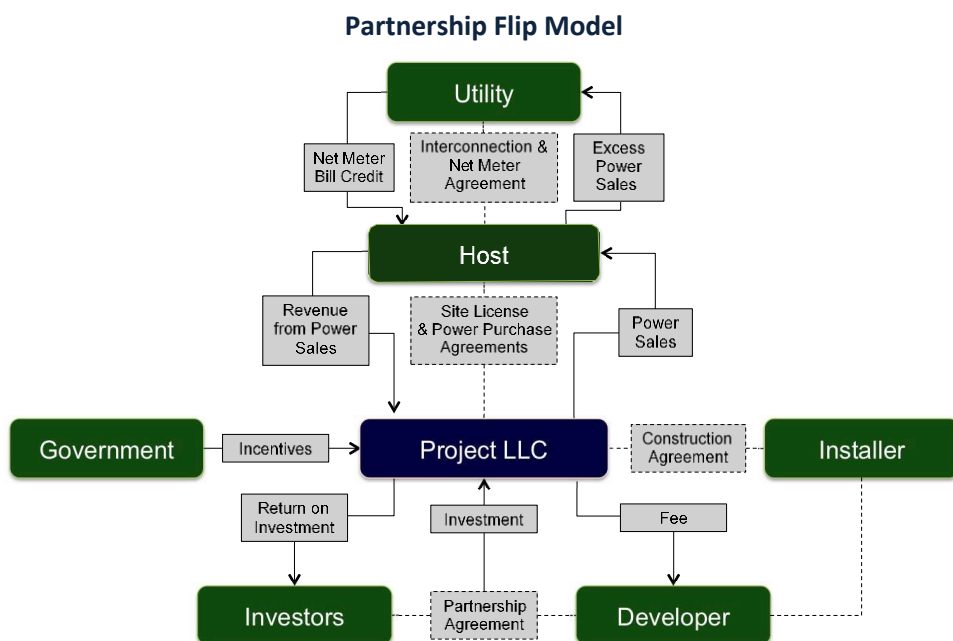 Partnership Flip Model
Utility
Net Meter
Bill Credit
Interconnection &
Net Meter
Agreement
Excess
Power
Sales
Host
Revenue
from Power
Sales
Site License
& Power Purchase
Agreements
Power
Sales
Government
Incentives
Project LLC
Construction
Agreement
Installer
Return on
Investment
Investment
Fee
Investors
Partnership
Agreement
Developer